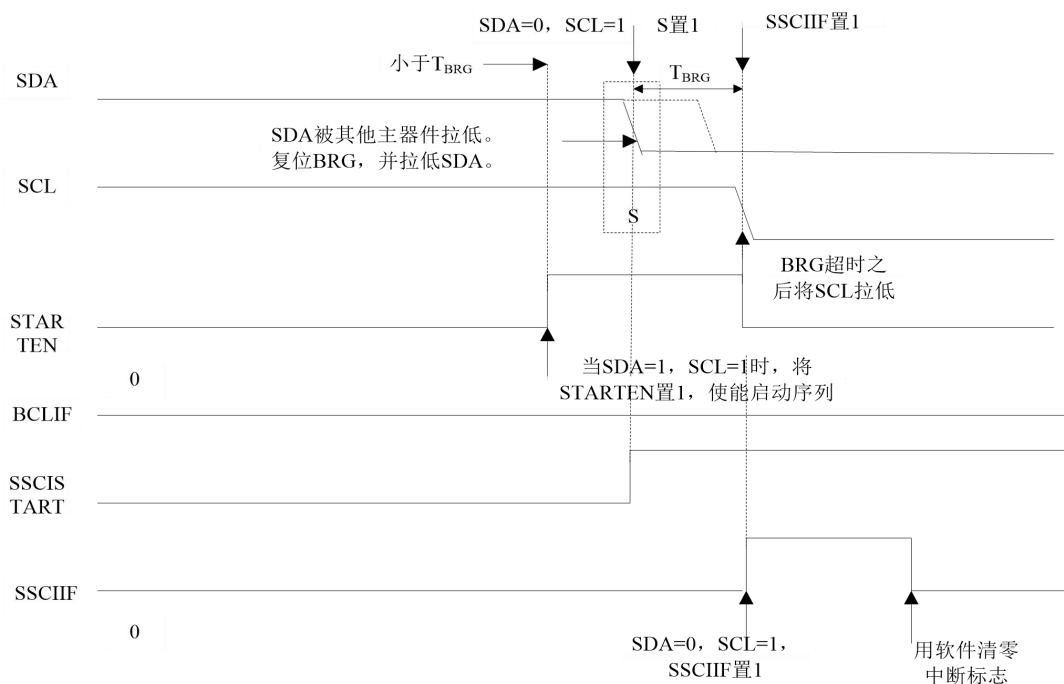 SDA=0，SCL=1
S置1
SSCIIF置1
小于TBRG
TBRG
SDA
SDA被其他主器件拉低。
复位BRG，并拉低SDA。
SCL
S
BRG超时之
后将SCL拉低
STAR
TEN
0
当SDA=1，SCL=1时，将
STARTEN置1，使能启动序列
BCLIF
SSCIS
TART
SSCIIF
0
SDA=0，SCL=1，
SSCIIF置1
用软件清零
中断标志